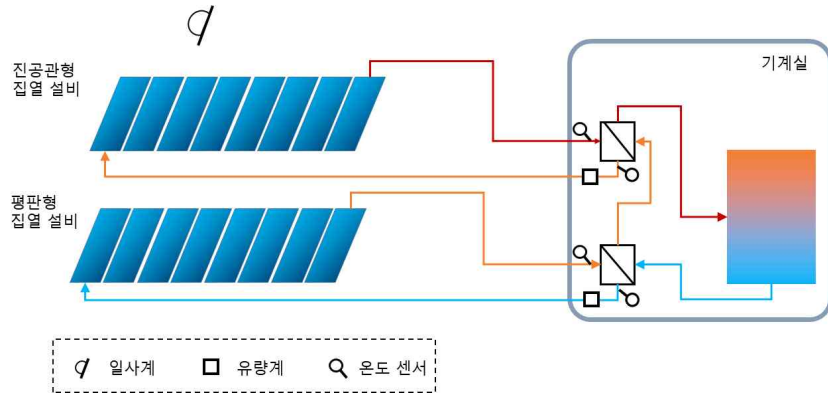 진공관형
집열 설비
기계실
평판형
집열 설비
일사계 유량계 온도 센서